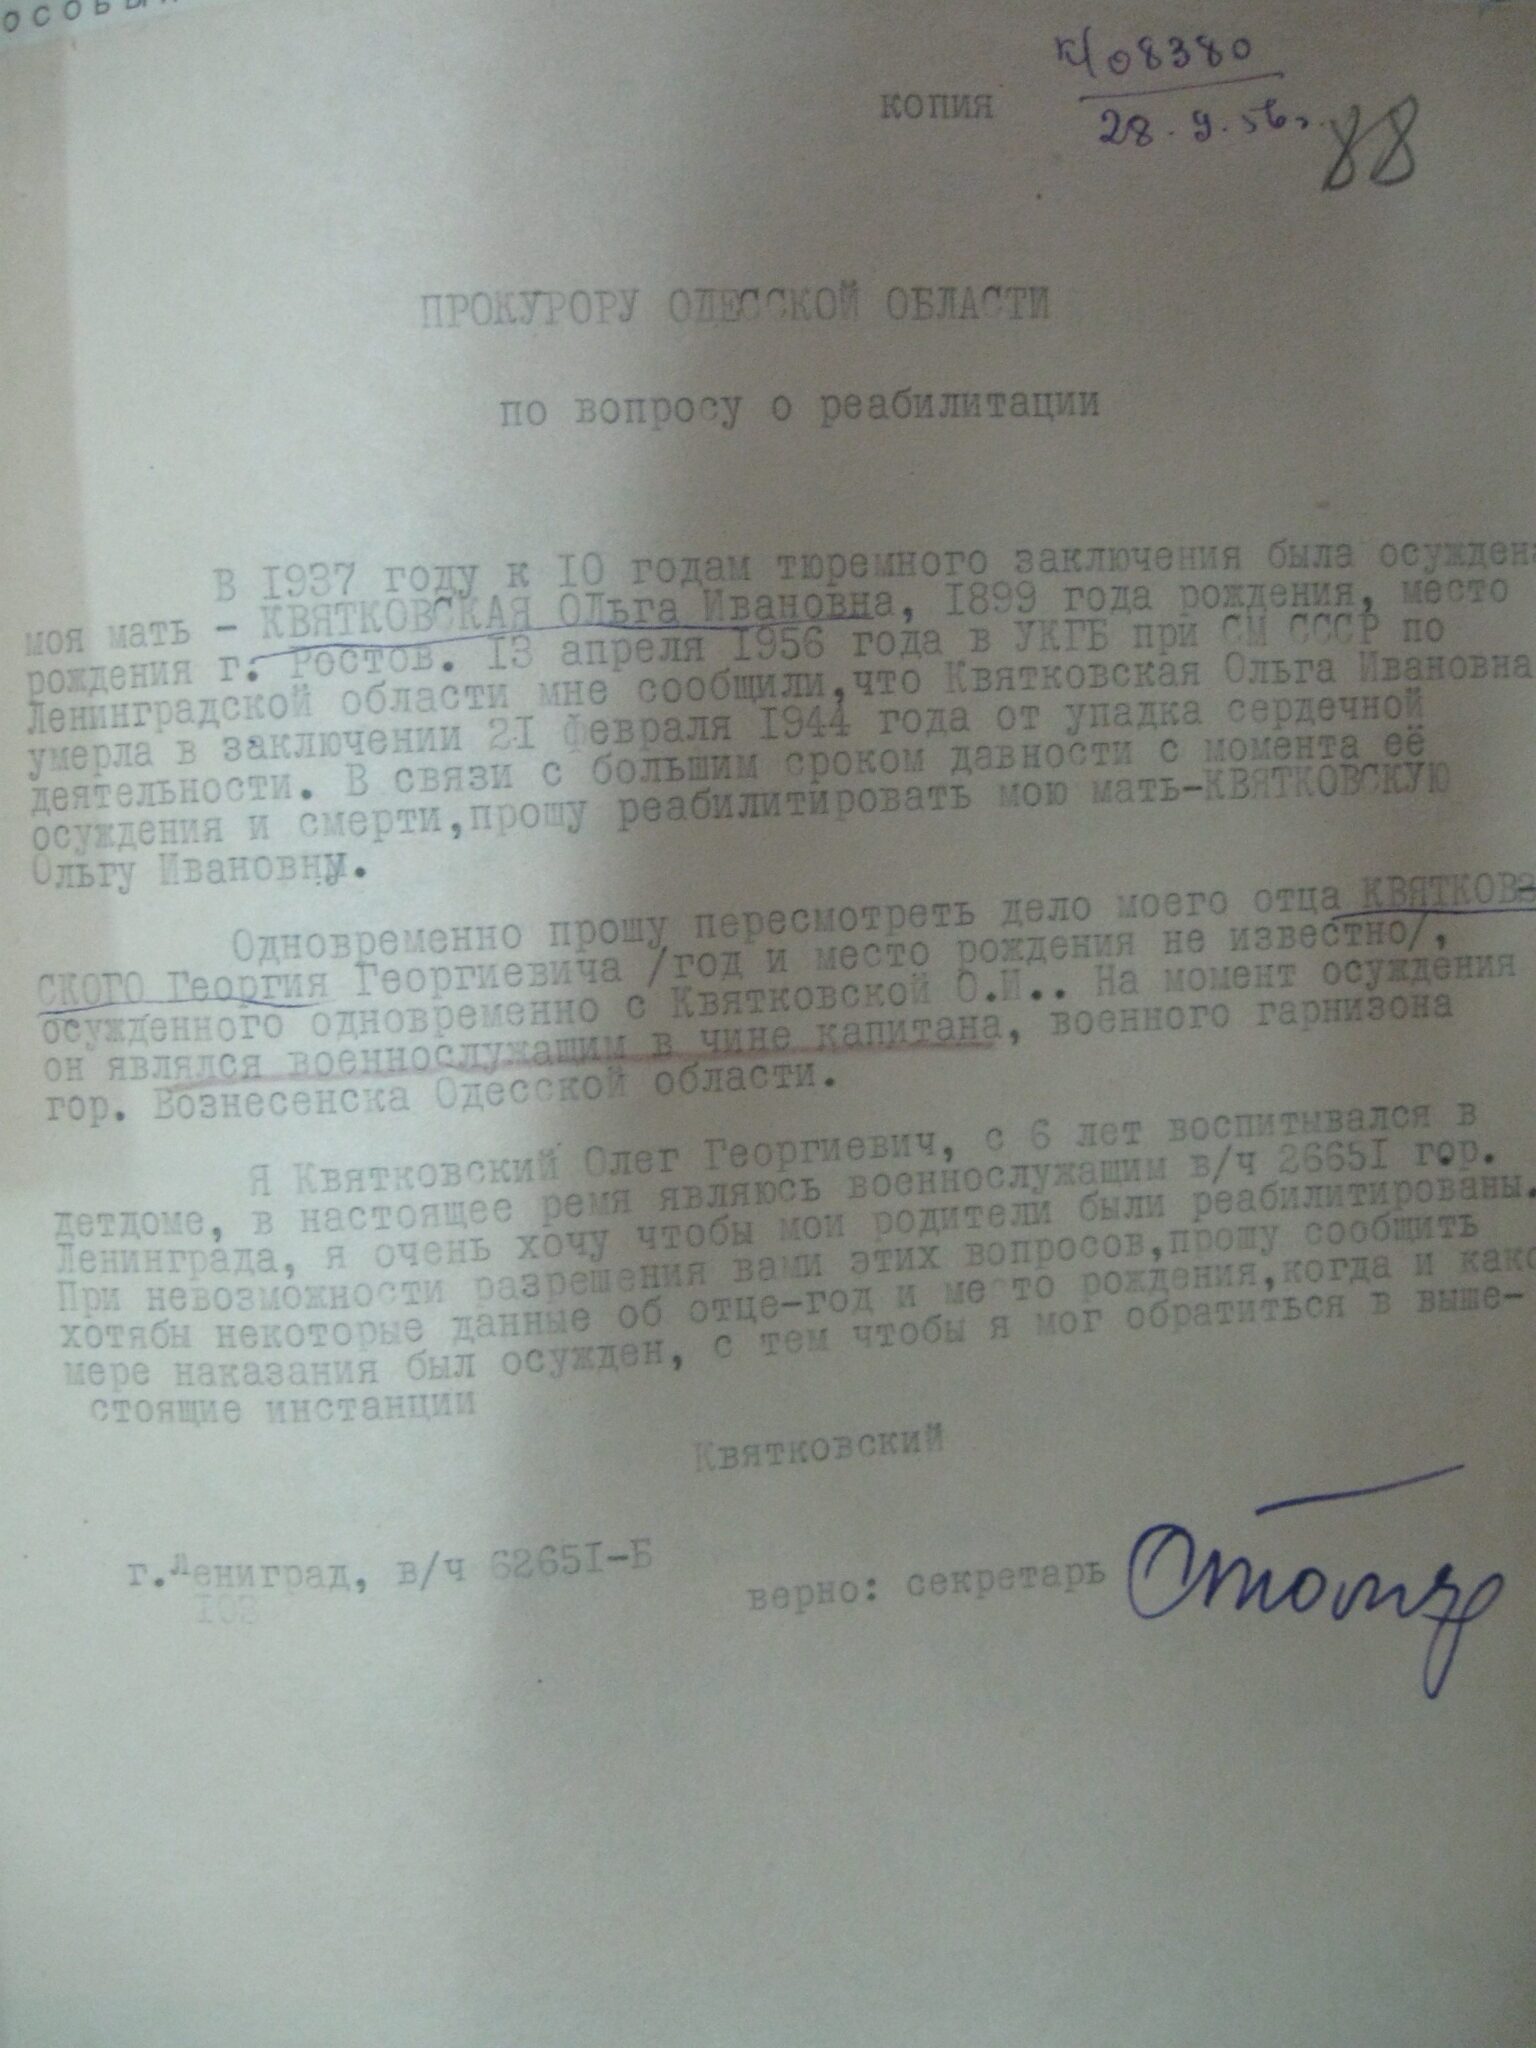 копия
к/08380
28.9.56г.
88
ПРОКУРОРУ ОДЕССКОЙ ОБЛАСТИ
по вопросу о реабилитации
В 1937 году к 10 годам тюремного заключения была осуждена
моя мать - КВЯТКОВСКАЯ Ольга Ивановна, 1899 года рождения, место
рождения г. Ростов. 13 апреля 1956 года в УКГБ при СМ СССР по
Ленинградской области мне сообщили,что Квятковская Ольга Ивановна
умерла в заключении 21 февраля 1944 года от упадка сердечной
деятельности. В связи с большим сроком давности с момента её
осуждения и смерти,прошу реабилитировать мою мать-КВЯТКОВСКУЮ
Ольгу Ивановну.
Одновременно прошу пересмотреть дело моего отца КВЯТКОВ-
СКОГО Георгия Георгиевича /год и место рождения не известно/,
осужденного одновременно с Квятковской О.И.. На момент осуждения
он являлся военнослужащим в чине капитана, военного гарнизона
гор. Вознесенска Одесской области.
Я Квятковский Олег Георгиевич, с 6 лет воспитывался в
детдоме, в настоящее ремя являюсь военнослужащим в/ч 26651 гор.
Ленинграда, я очень хочу чтобы мои родители были реабилитированы.
При невозможности разрешения вами этих вопросов,прошу сообщить
хотябы некоторые данные об отце-год и место рождения,когда и како
мере наказания был осужден, с тем чтобы я мог обратиться в выше-
стоящие инстанции
Квятковский
г.Лениград, в/ч 62651-Б
верно: секретарь